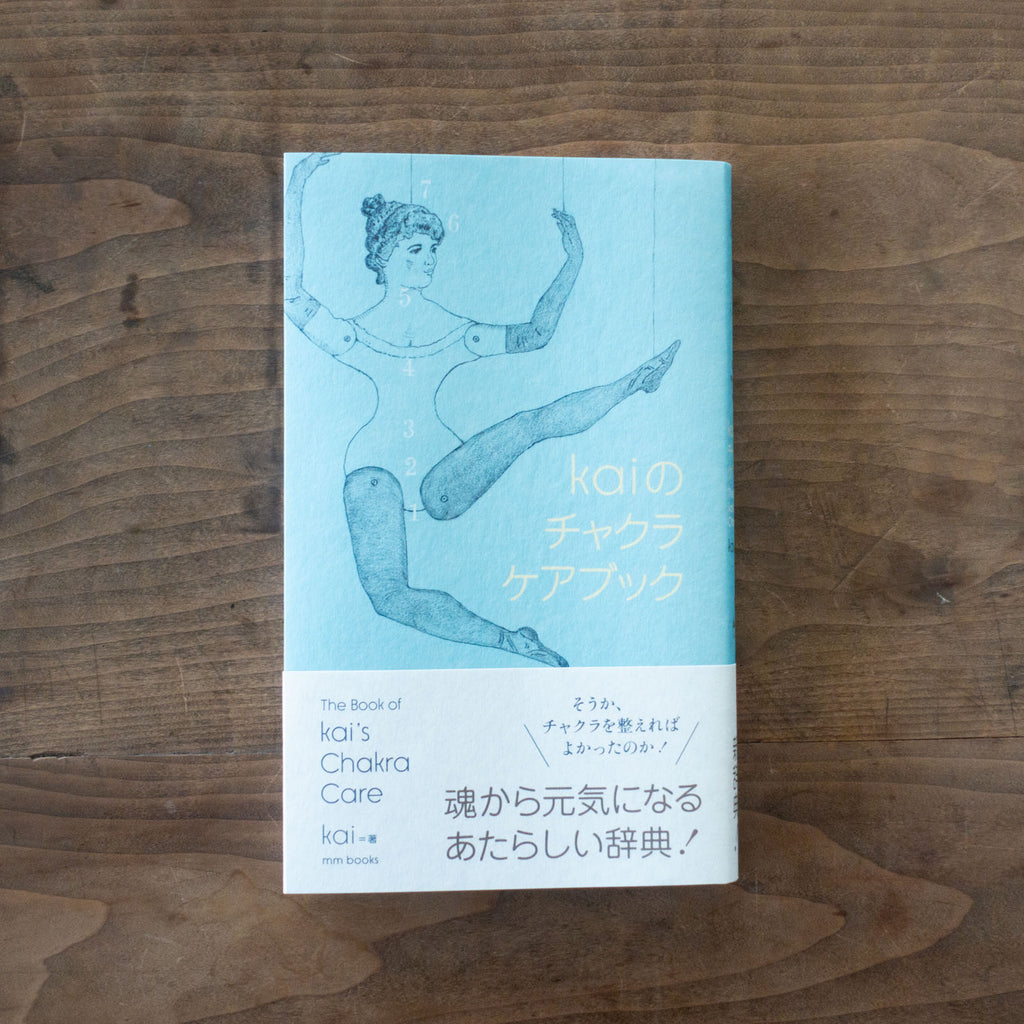 7
6
5
4
3
2
1
kaiの
チャクラ
ケアブック
The Book of
kai's
Chakra
Care
kai=著
mm books
そうか、
チャクラを整えれば
よかったのか!
魂から元気になる
あたらしい辞典!